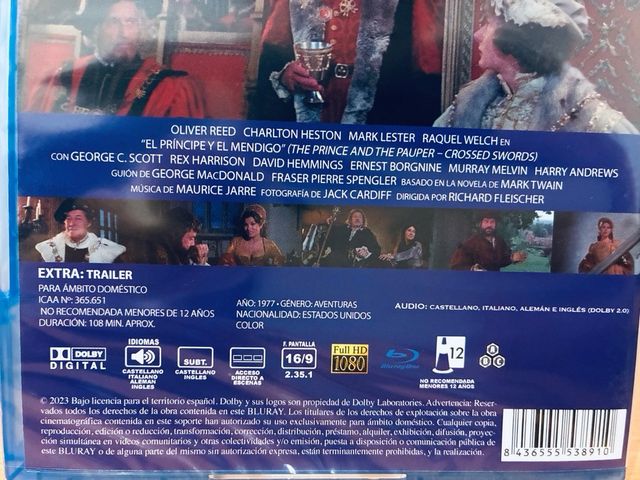 OLIVER REED CHARLTON HESTON MARK LESTER RAQUEL WELCH EN
"EL PRÍNCIPE Y EL MENDIGO" (THE PRINCE AND THE PAUPER – CROSSED SWORDS)
CON GEORGE C. SCOTT REX HARRISON DAVID HEMMINGS ERNEST BORGNINE MURRAY MELVIN HARRY ANDREWS
GUIÓN DE GEORGE MACDONALD FRASER PIERRE SPENGLER BASADO EN LA NOVELA DE MARK TWAIN
MÚSICA DE MAURICE JARRE FOTOGRAFÍA DE JACK CARDIFF DIRIGIDA POR RICHARD FLEISCHER
EXTRA: TRAILER
PARA ÁMBITO DOMÉSTICO
ICAA Nº: 365.651
NO RECOMENDADA MENORES DE 12 AÑOS
DURACIÓN: 108 MIN. APROX.
AÑO: 1977 • GÉNERO: AVENTURAS
NACIONALIDAD: ESTADOS UNIDOS
COLOR
AUDIO: CASTELLANO, ITALIANO, ALEMÁN E INGLÉS (DOLBY 2.0)
DOLBY
DIGITAL
IDIOMAS
CASTELLANO
ITALIANO
ALEMÁN
INGLÉS
SUBT.
CASTELLANO
INGLES
ACCESO
DIRECTO A
ESCENAS
F. PANTALLA
16/9
2.35.1
Full HD
1080
Blu-ray Disc
12
NO RECOMENDADA
MENORES 12 AÑOS
A
B
C
© 2023 Bajo licencia para el territorio español. Dolby y sus logos son propiedad de Dolby Laboratories. Advertencia: Reser-
vados todos los derechos de la obra contenida en este BLURAY. Los titulares de los derechos de explotación sobre la obra
cinematográfica contenida en este soporte han autorizado su uso exclusivamente para ámbito doméstico. Cualquier copia,
reproducción, edición o reducción, transformación, corrección, distribución, préstamo, alquiler, exhibición, difusión, proyec-
ción simultánea en vídeos comunitarios y otras colectividades y/o emisión, puesta a disposición o comunicación pública de
este BLURAY o de alguna parte del mismo sin autorización expresa, están terminantemente prohibidas, y la realización.
8 436555 538910